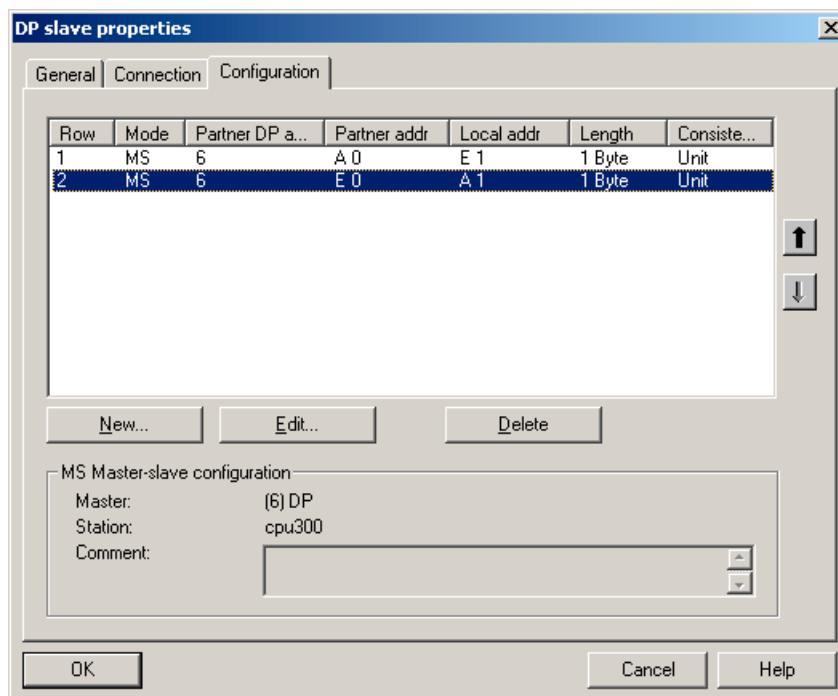 DP slave properties
General Connection Configuration
Row Mode Partner DP a... Partner addr Local addr Length Consiste...
1 MS 6 A 0 E 1 1 Byte Unit
2 MS 6 E 0 A 1 1 Byte Unit
New... Edit... Delete
MS Master-slave configuration
Master: (6) DP
Station: cpu300
Comment:
OK Cancel Help